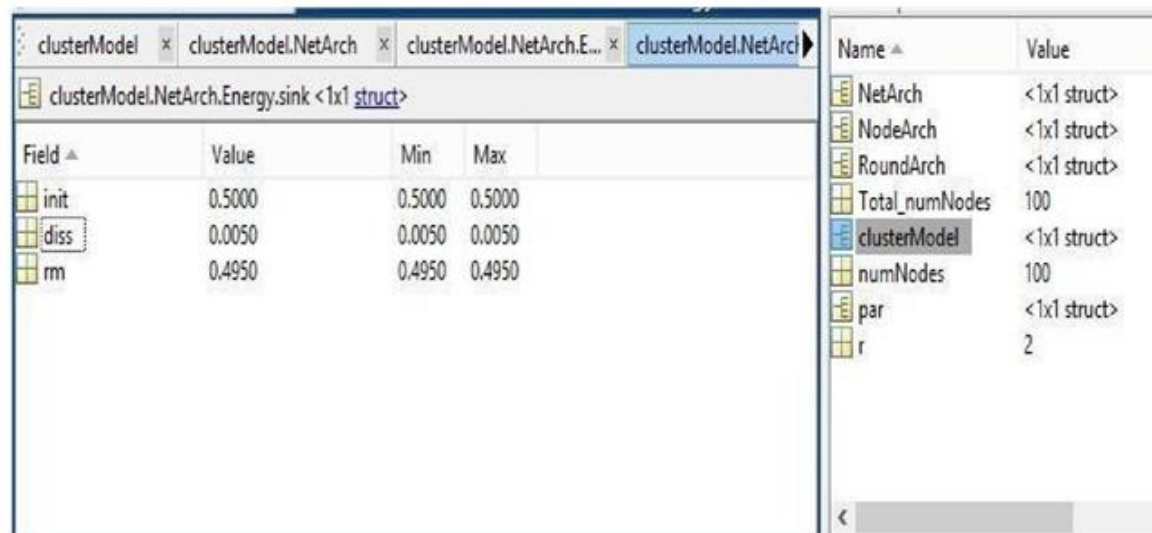 clusterModel × clusterModel.NetArch × clusterModel.NetArch.E... × clusterModel.NetArch
clusterModel.NetArch.Energy.sink <1x1 struct>
Field Value Min Max
init 0.5000 0.5000 0.5000
diss 0.0050 0.0050 0.0050
rm 0.4950 0.4950 0.4950
Name Value
NetArch <1x1 struct>
NodeArch <1x1 struct>
RoundArch <1x1 struct>
Total_numNodes 100
clusterModel <1x1 struct>
numNodes 100
par <1x1 struct>
r 2